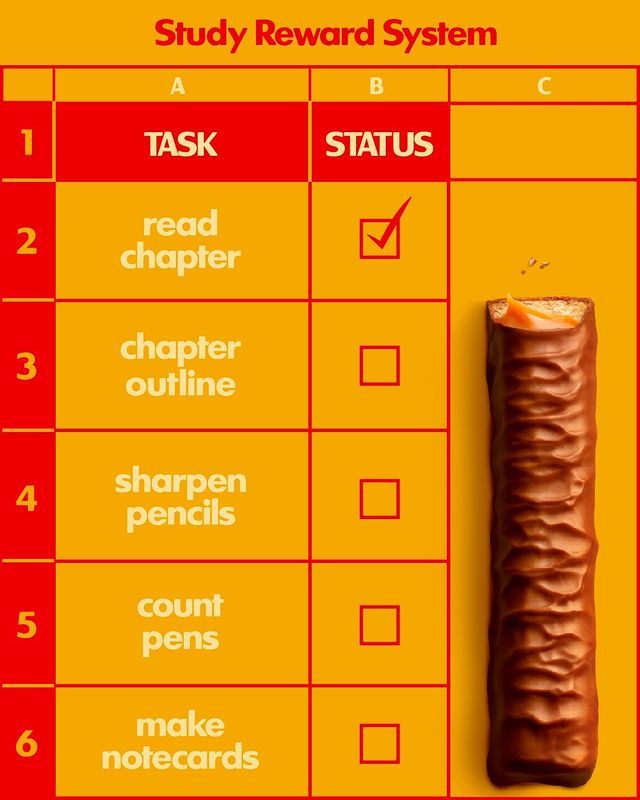 Study Reward System
A B C
1 TASK STATUS
2 read
chapter
3 chapter
outline
4 sharpen
pencils
5 count
pens
6 make
notecards